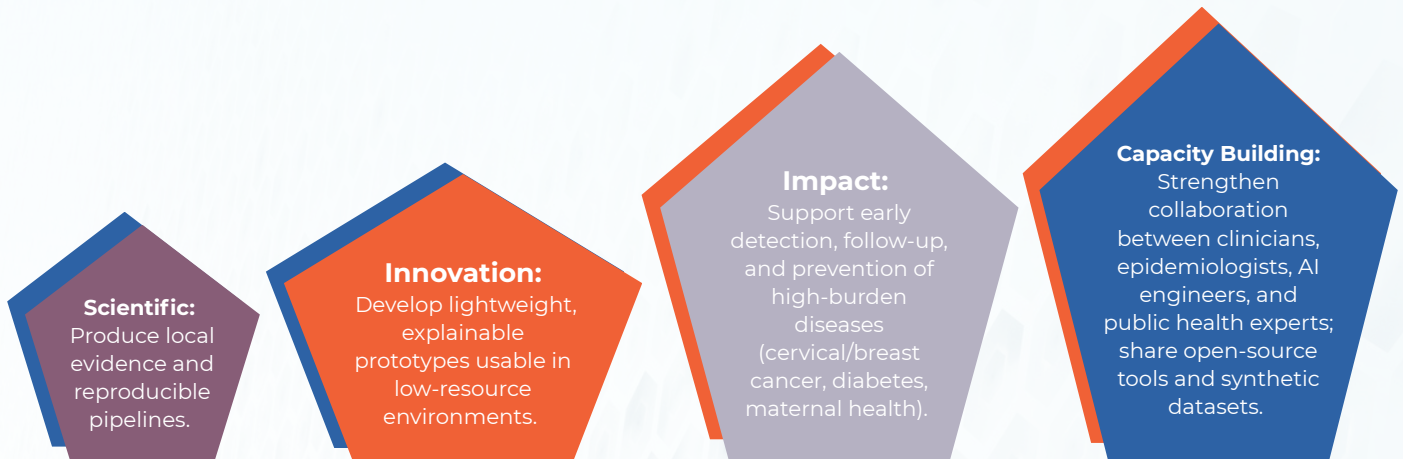 Scientific:
Produce local
evidence and
reproducible
pipelines.
Innovation:
Develop lightweight,
explainable
prototypes usable in
low-resource
environments.
Impact:
Support early
detection, follow-up,
and prevention of
high-burden
diseases
(cervical/breast
cancer, diabetes,
maternal health).
Capacity Building:
Strengthen
collaboration
between clinicians,
epidemiologists, AI
engineers, and
public health experts;
share open-source
tools and synthetic
datasets.